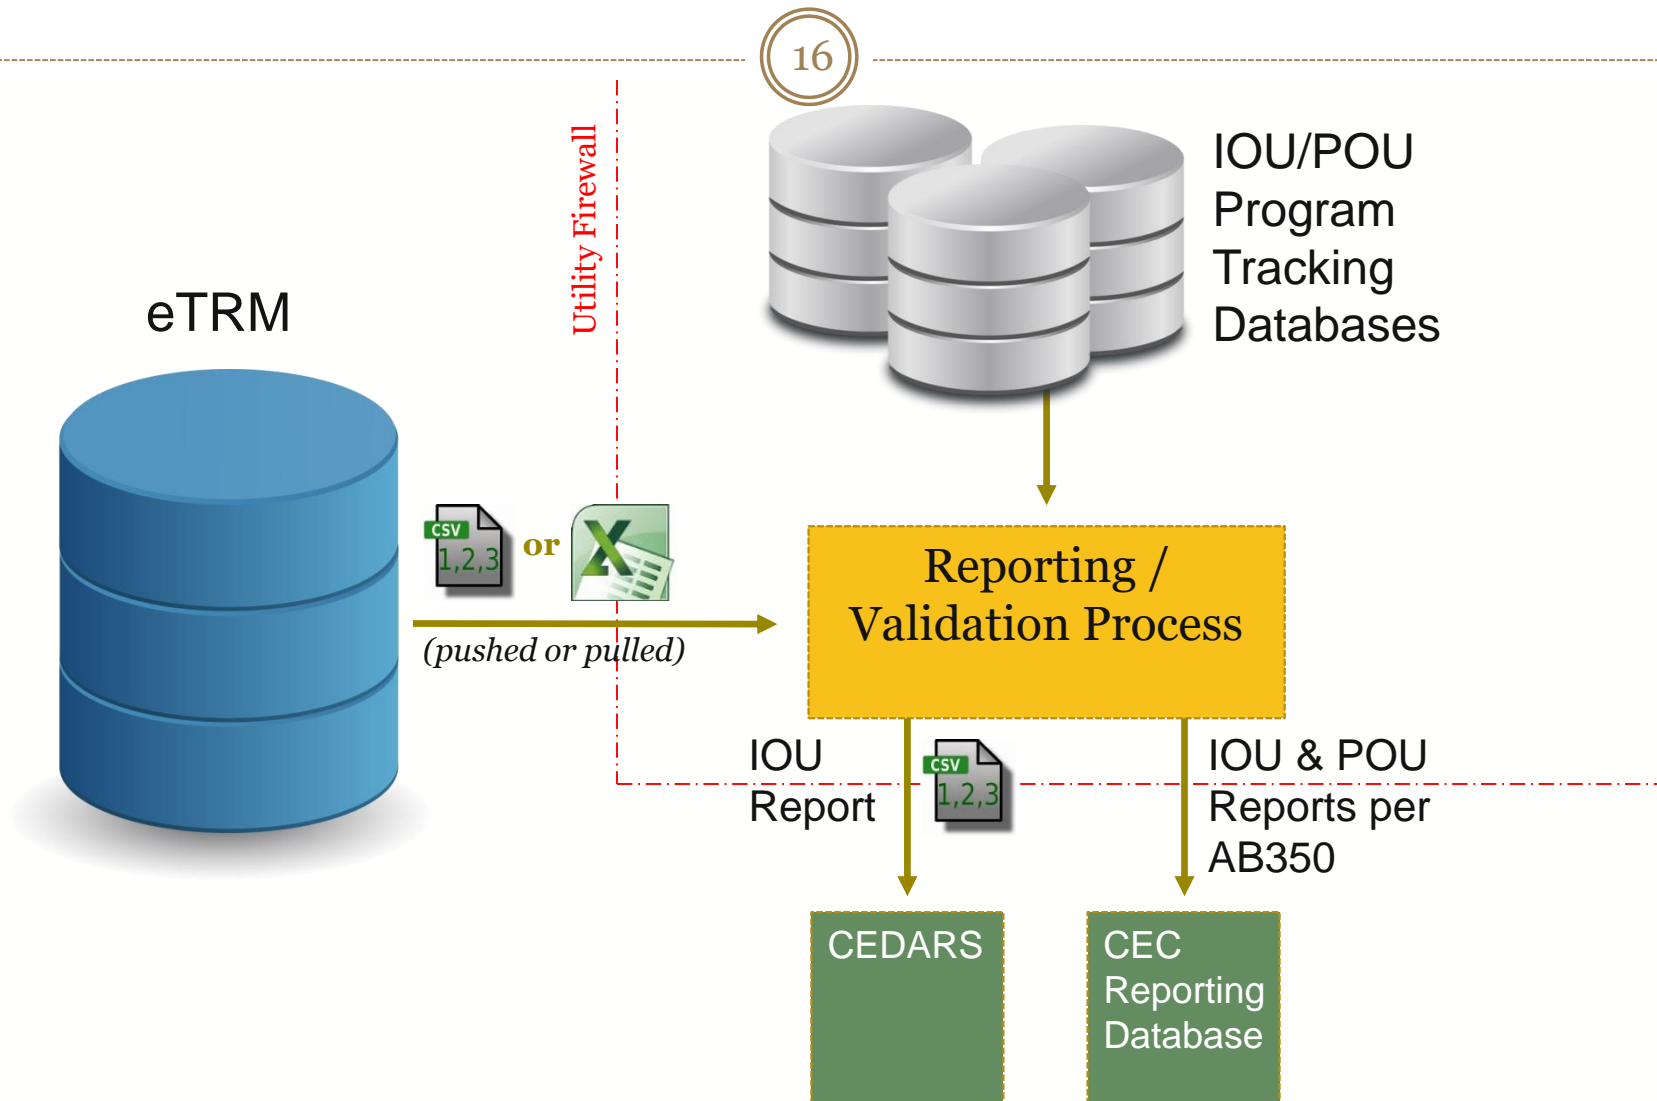 16
Utility Firewall
IOU/POU
Program
Tracking
Databases
eTRM
CSV
1,2,3
or
X
(pushed or pulled)
Reporting /
Validation Process
IOU
Report
CSV
1,2,3
IOU & POU
Reports per
AB350
CEDARS
CEC
Reporting
Database